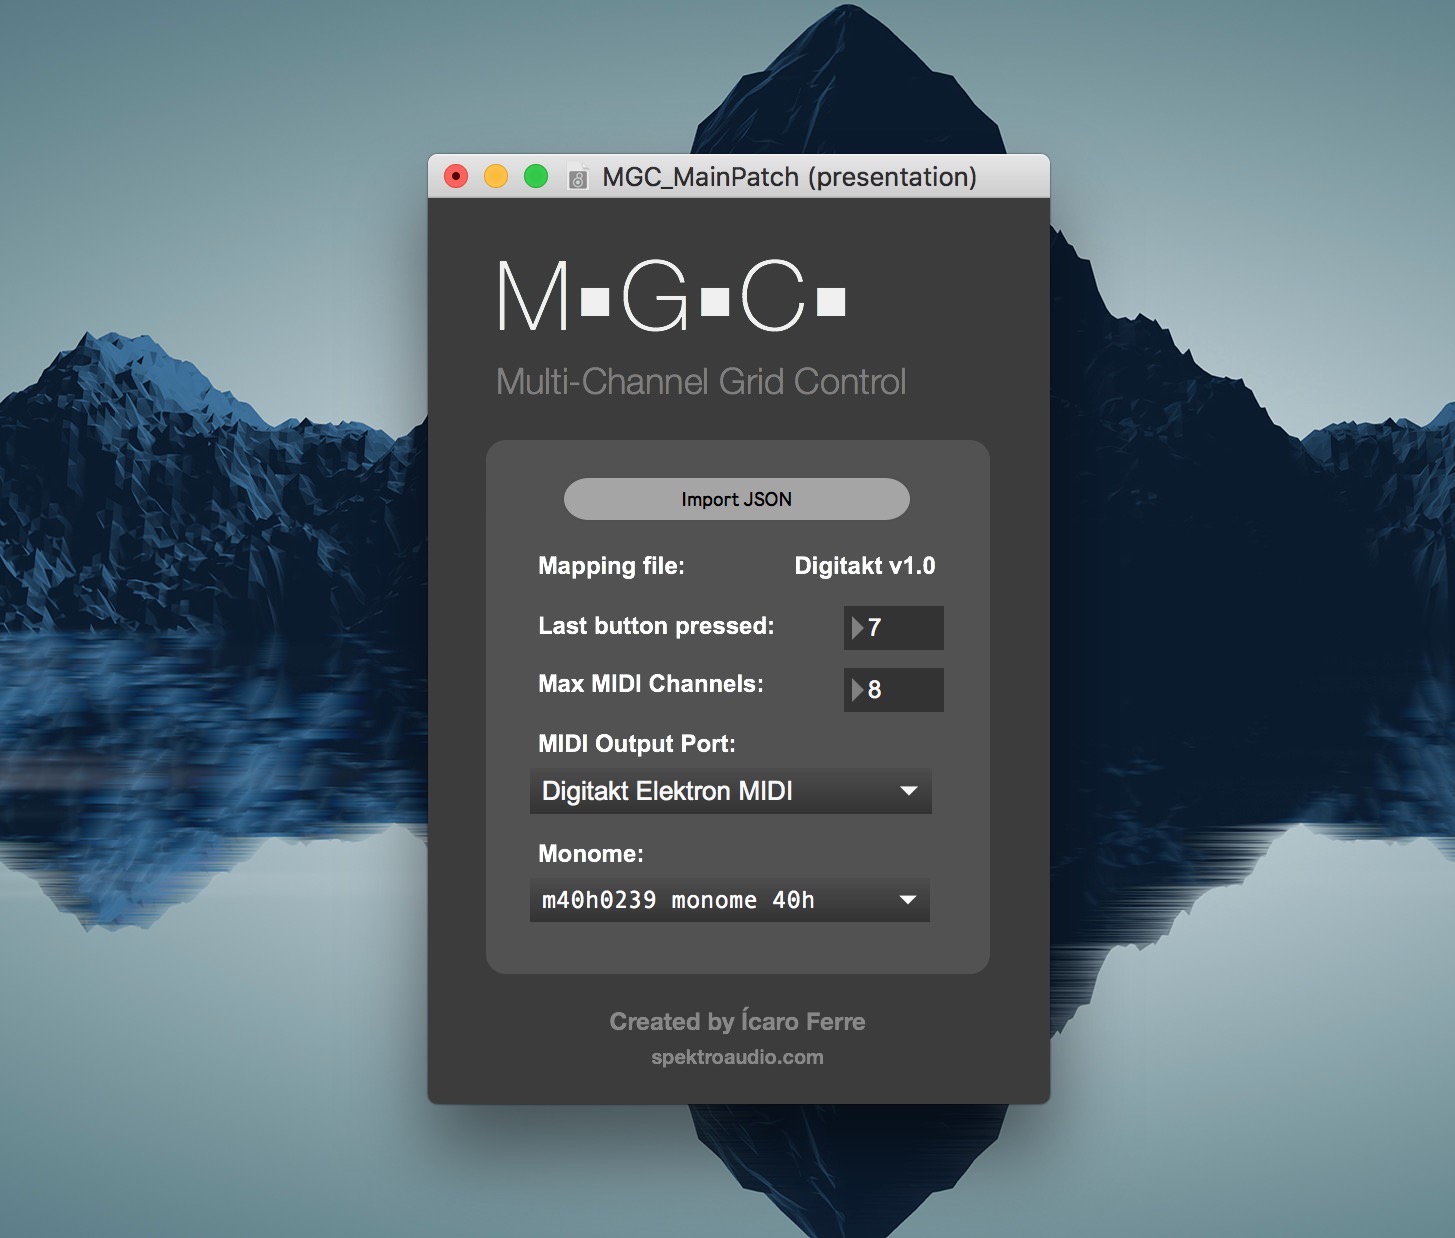 MGC_MainPatch (presentation)
M▪G▪C▪
Multi-Channel Grid Control
Import JSON
Mapping file: Digitakt v1.0
Last button pressed: 7
Max MIDI Channels: 8
MIDI Output Port:
Digitakt Elektron MIDI
Monome:
m40h0239 monome 40h
Created by Ícaro Ferre
spektroaudio.com